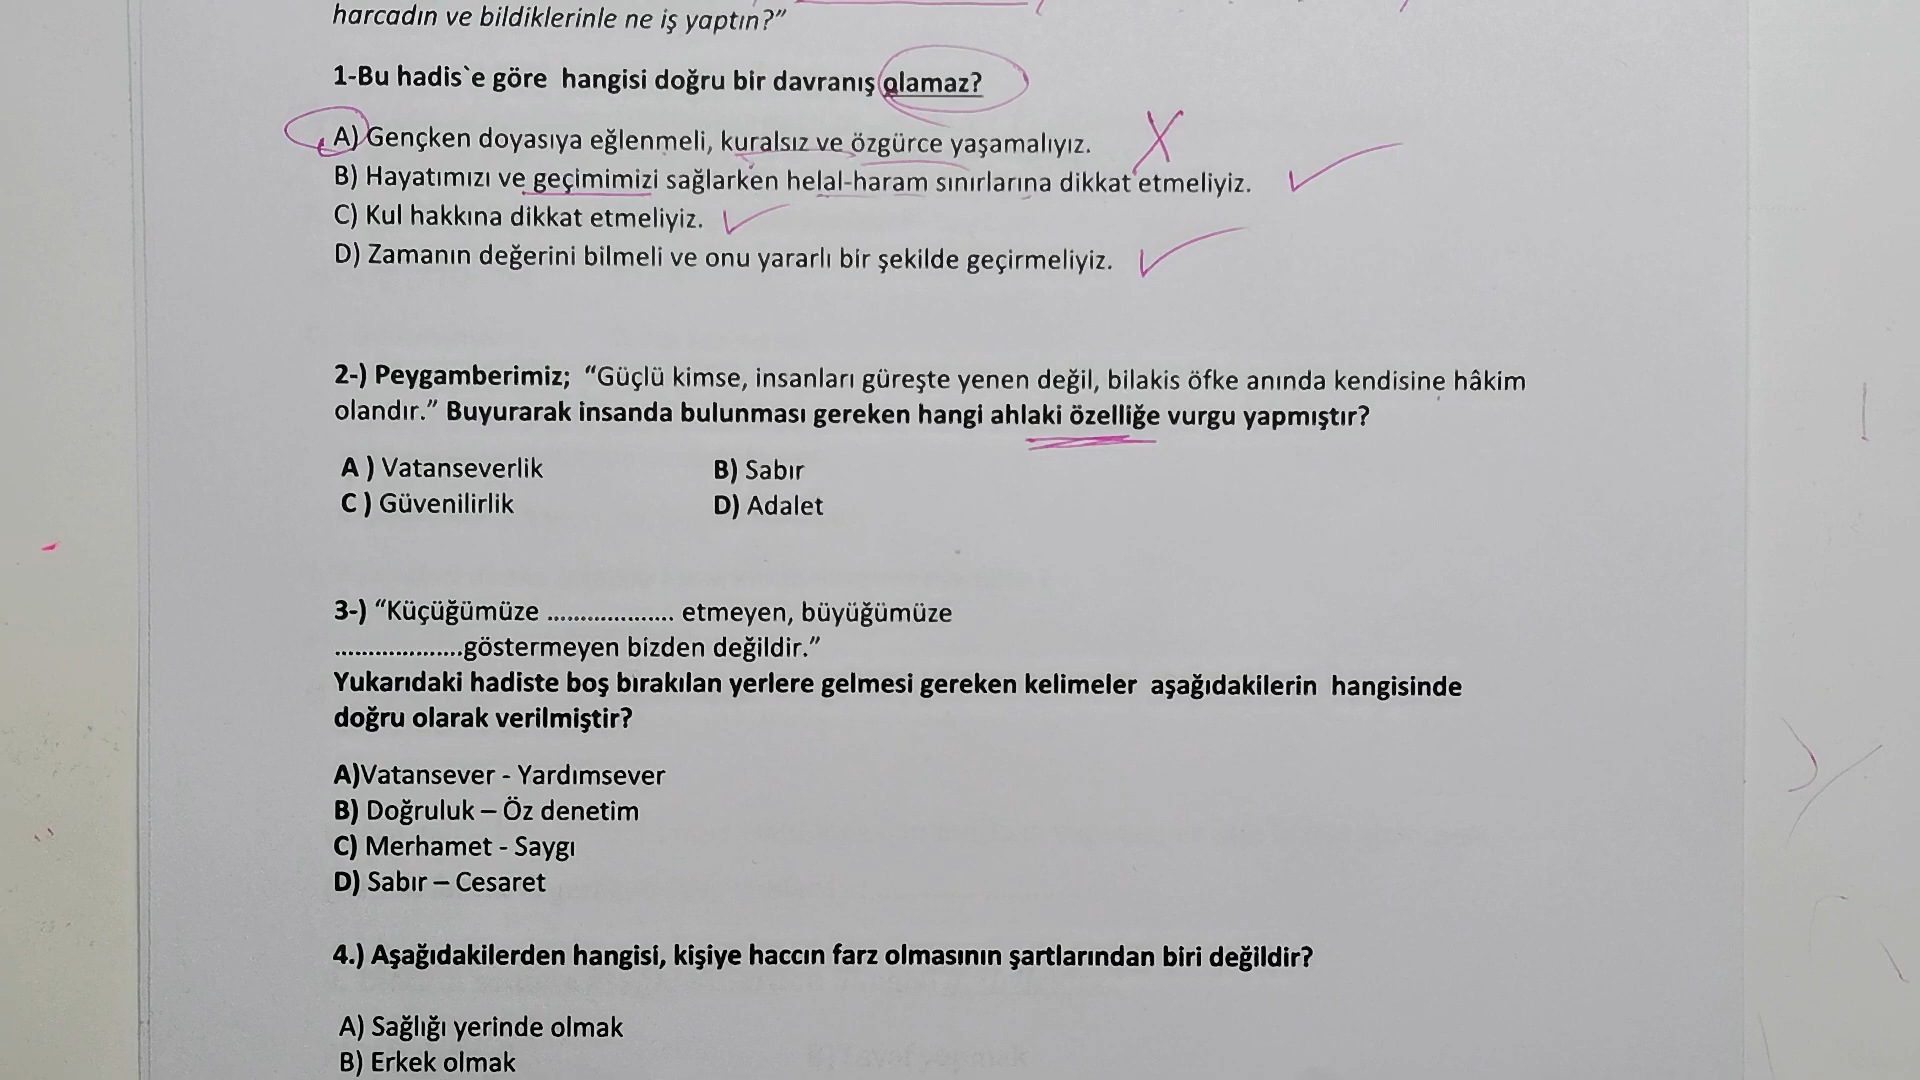 harcadın ve bildiklerinle ne iş yaptın?”
1-Bu hadis`e göre hangisi doğru bir davranış olamaz?
A) Gençken doyasıya eğlenmeli, kuralsız ve özgürce yaşamalıyız.
B) Hayatımızı ve geçimimizi sağlarken helal-haram sınırlarına dikkat etmeliyiz.
C) Kul hakkına dikkat etmeliyiz.
D) Zamanın değerini bilmeli ve onu yararlı bir şekilde geçirmeliyiz.
2-) Peygamberimiz; “Güçlü kimse, insanları güreşte yenen değil, bilakis öfke anında kendisine hâkim
olandır.” Buyurarak insanda bulunması gereken hangi ahlaki özelliğe vurgu yapmıştır?
A ) Vatanseverlik B) Sabır
C ) Güvenilirlik D) Adalet
3-) “Küçüğümüze ................... etmeyen, büyüğümüze
...................göstermeyen bizden değildir.”
Yukarıdaki hadiste boş bırakılan yerlere gelmesi gereken kelimeler aşağıdakilerin hangisinde
doğru olarak verilmiştir?
A)Vatansever - Yardımsever
B) Doğruluk – Öz denetim
C) Merhamet - Saygı
D) Sabır – Cesaret
4.) Aşağıdakilerden hangisi, kişiye haccın farz olmasının şartlarından biri değildir?
A) Sağlığı yerinde olmak
B) Erkek olmak